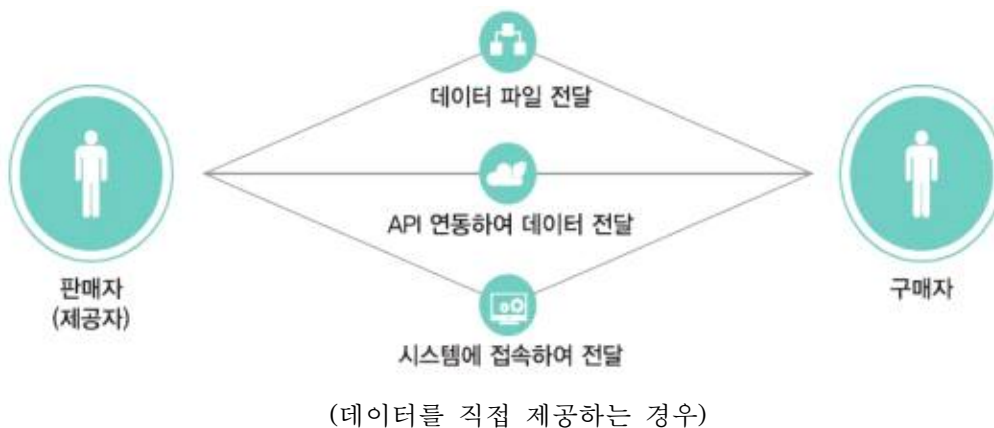 데이터 파일 전달
API 연동하여 데이터 전달
판매자
(제공자)
구매자
시스템에 접속하여 전달
(데이터를 직접 제공하는 경우)